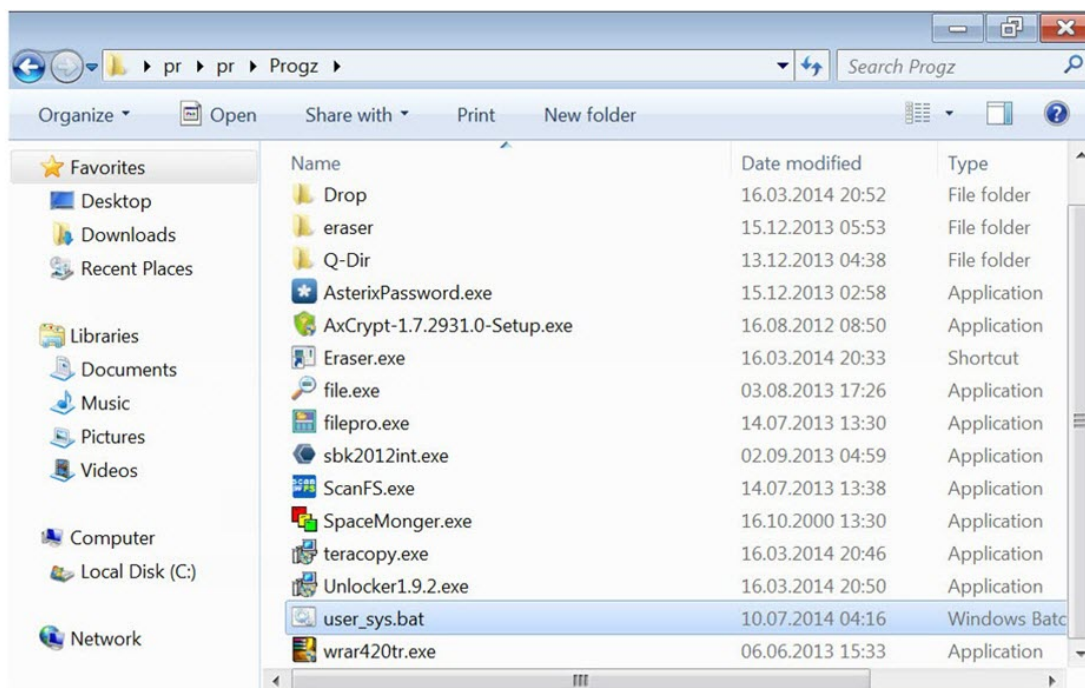 pr pr Progz
Search Progz
Organize Open Share with Print New folder
Favorites
Desktop
Downloads
Recent Places
Libraries
Documents
Music
Pictures
Videos
Computer
Local Disk (C:)
Network
Name Date modified Type
Drop 16.03.2014 20:52 File folder
eraser 15.12.2013 05:53 File folder
Q-Dir 13.12.2013 04:38 File folder
AsterixPassword.exe 15.12.2013 02:58 Application
AxCrypt-1.7.2931.0-Setup.exe 16.08.2012 08:50 Application
Eraser.exe 16.03.2014 20:33 Shortcut
file.exe 03.08.2013 17:26 Application
filepro.exe 14.07.2013 13:30 Application
sbk2012int.exe 02.09.2013 04:59 Application
ScanFS.exe 14.07.2013 13:38 Application
SpaceMonger.exe 16.10.2000 13:30 Application
teracopy.exe 16.03.2014 20:46 Application
Unlocker1.9.2.exe 16.03.2014 20:50 Application
user_sys.bat 10.07.2014 04:16 Windows Batc
wrar420tr.exe 06.06.2013 15:33 Application